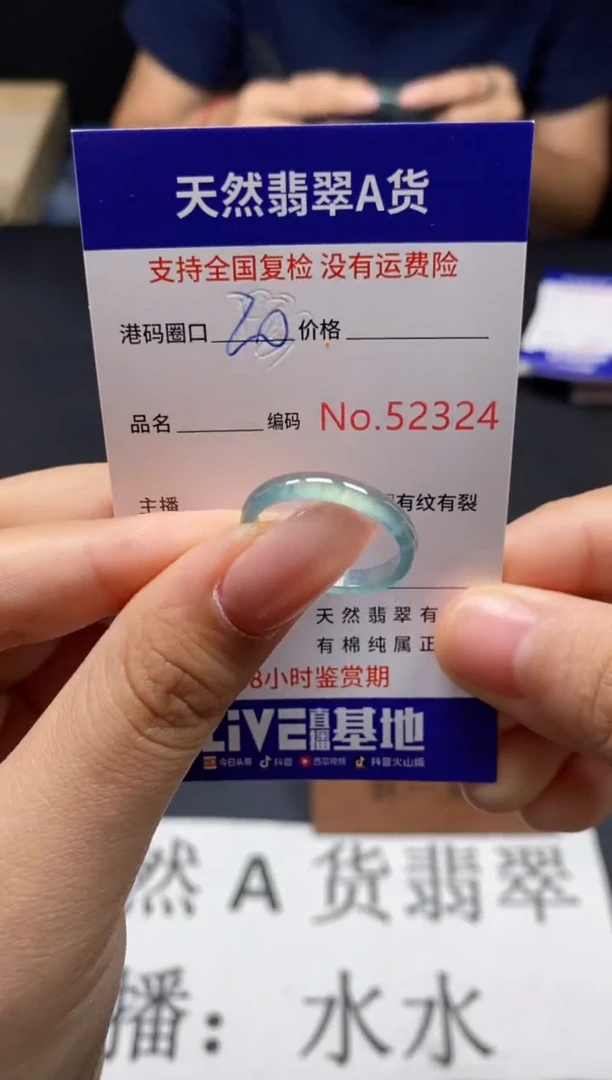 天然翡翠A货
支持全国复检 没有运费险
港码圈口 20 价格
品名 编码 No.52324
主播 有纹有裂
天然翡翠有
有棉纯属正
8小时鉴赏期
LiVE直播基地
今日头条 抖音 西瓜视频 抖音火山版
然A货翡翠
播：水水